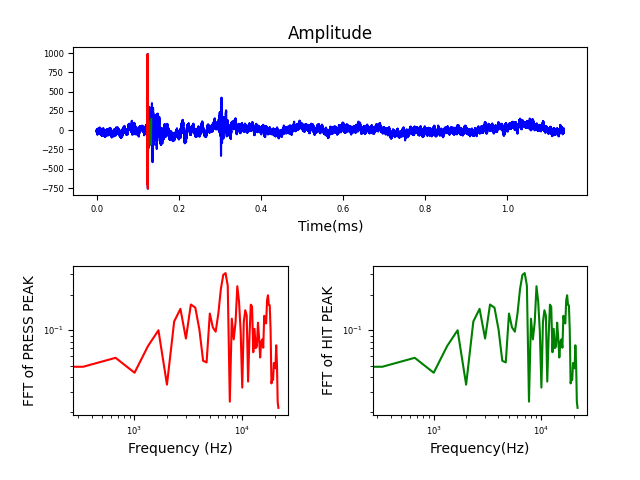 Amplitude
1000
750
500
250
0
−250
−500
−750
0.0 0.2 0.4 0.6 0.8 1.0
Time(ms)
FFT of PRESS PEAK
10⁻¹
10³ 10⁴
Frequency (Hz)
FFT of HIT PEAK
10⁻¹
10³ 10⁴
Frequency(Hz)